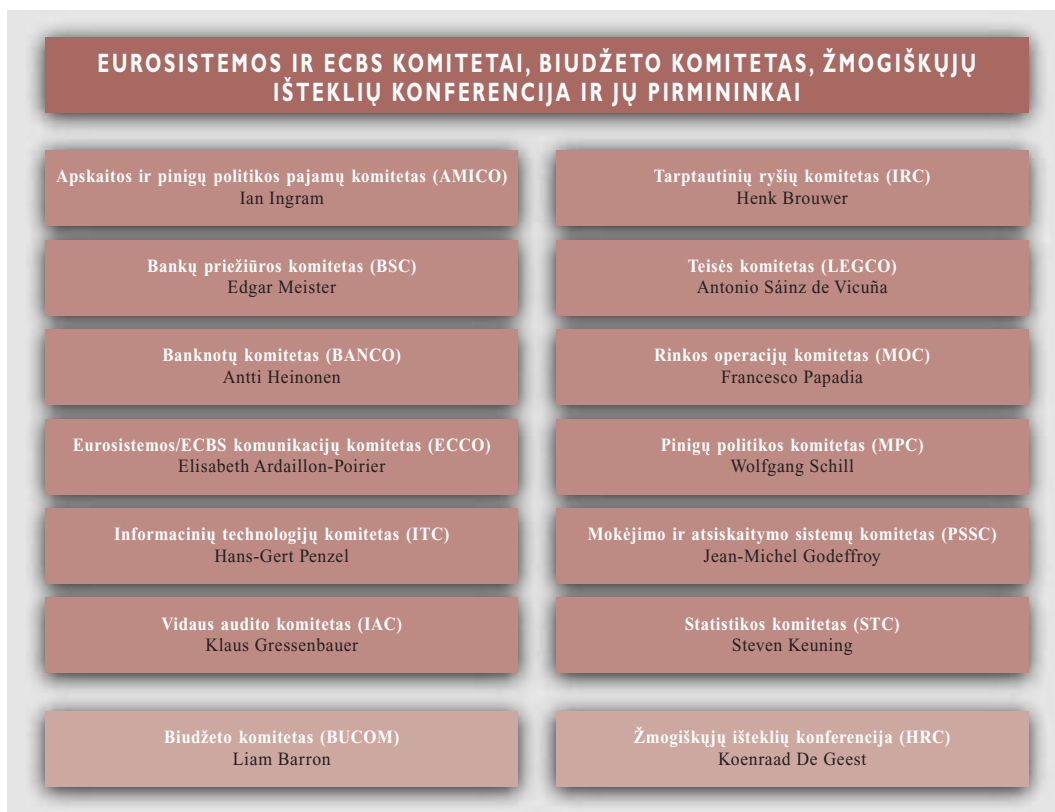 EUROSISTEMOS IR ECBS KOMITETAI, BIUDŽETO KOMITETAS, ŽMOGIŠKŲJŲ
IŠTEKLIŲ KONFERENCIJA IR JŲ PIRMININKAI
Apskaitos ir pinigų politikos pajamų komitetas (AMICO)
Ian Ingram
Bankų priežiūros komitetas (BSC)
Edgar Meister
Banknotų komitetas (BANCO)
Antti Heinonen
Eurosistemos/ECBS komunikacijų komitetas (ECCO)
Elisabeth Ardaillon-Poirier
Informacinių technologijų komitetas (ITC)
Hans-Gert Penzel
Vidaus audito komitetas (IAC)
Klaus Gressenbauer
Biudžeto komitetas (BUCOM)
Liam Barron
Tarptautinių ryšių komitetas (IRC)
Henk Brouwer
Teisės komitetas (LEGCO)
Antonio Sáinz de Vicuña
Rinkos operacijų komitetas (MOC)
Francesco Papadia
Pinigų politikos komitetas (MPC)
Wolfgang Schill
Mokėjimo ir atsiskaitymo sistemų komitetas (PSSC)
Jean-Michel Godeffroy
Statistikos komitetas (STC)
Steven Keuning
Žmogiškųjų išteklių konferencija (HRC)
Koenraad De Geest